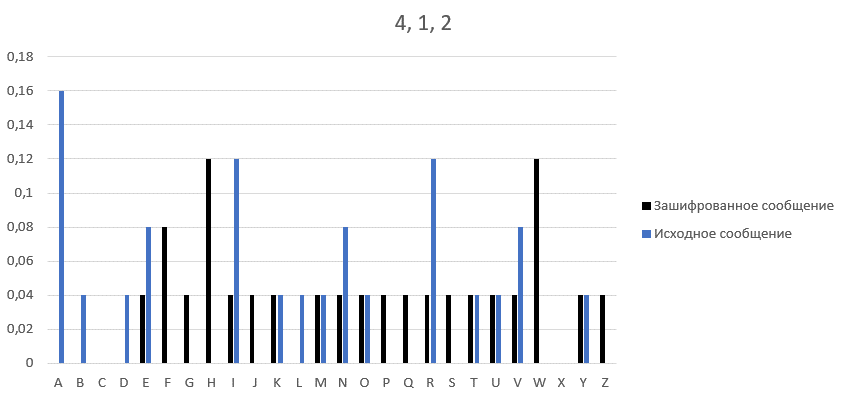 4, 1, 2
0,18
0,16
0,14
0,12
0,1
0,08
0,06
0,04
0,02
0
A B C D E F G H I J K L M N O P Q R S T U V W X Y Z
Зашифрованное сообщение
Исходное сообщение